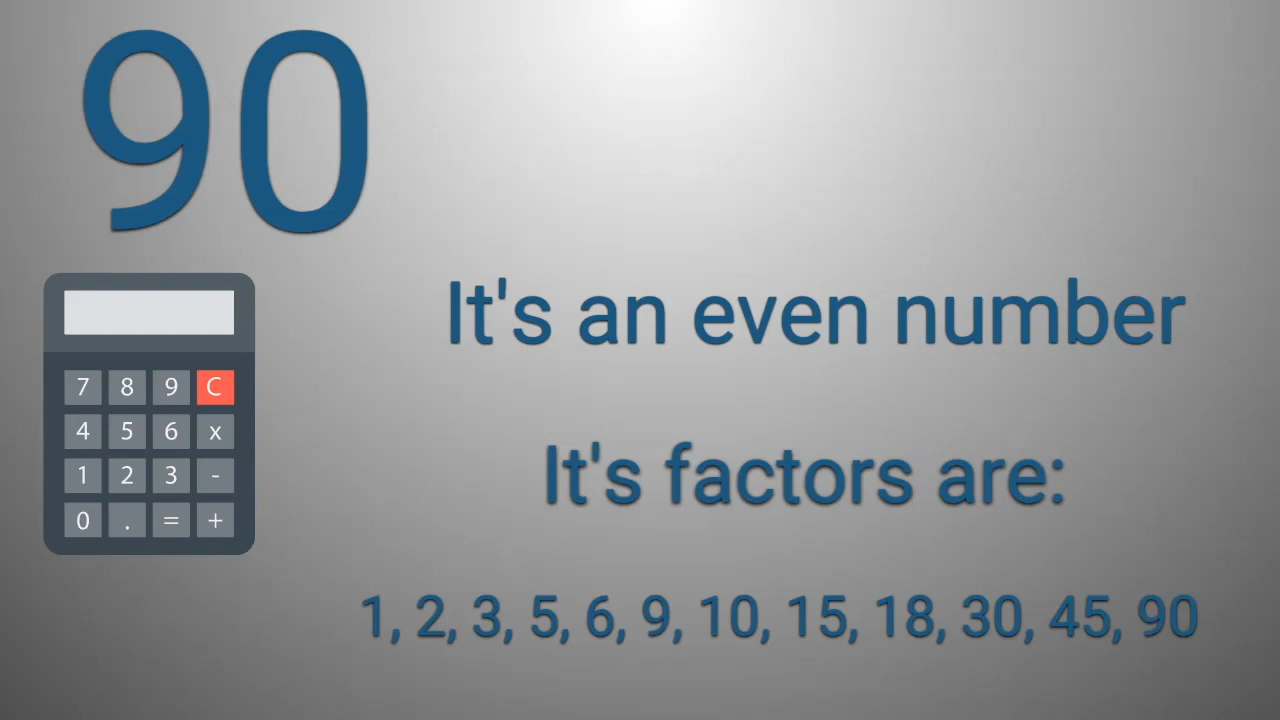 90
It's an even number
7 8 9 C
4 5 6 x
1 2 3 -
0 . = +
It's factors are:
1, 2, 3, 5, 6, 9, 10, 15, 18, 30, 45, 90